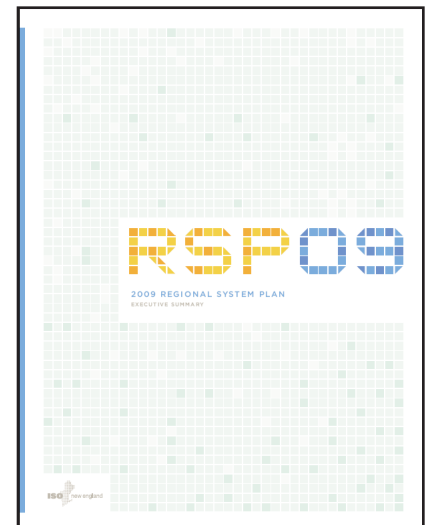 RSP09
2009 REGIONAL SYSTEM PLAN
EXECUTIVE SUMMARY
ISO new england